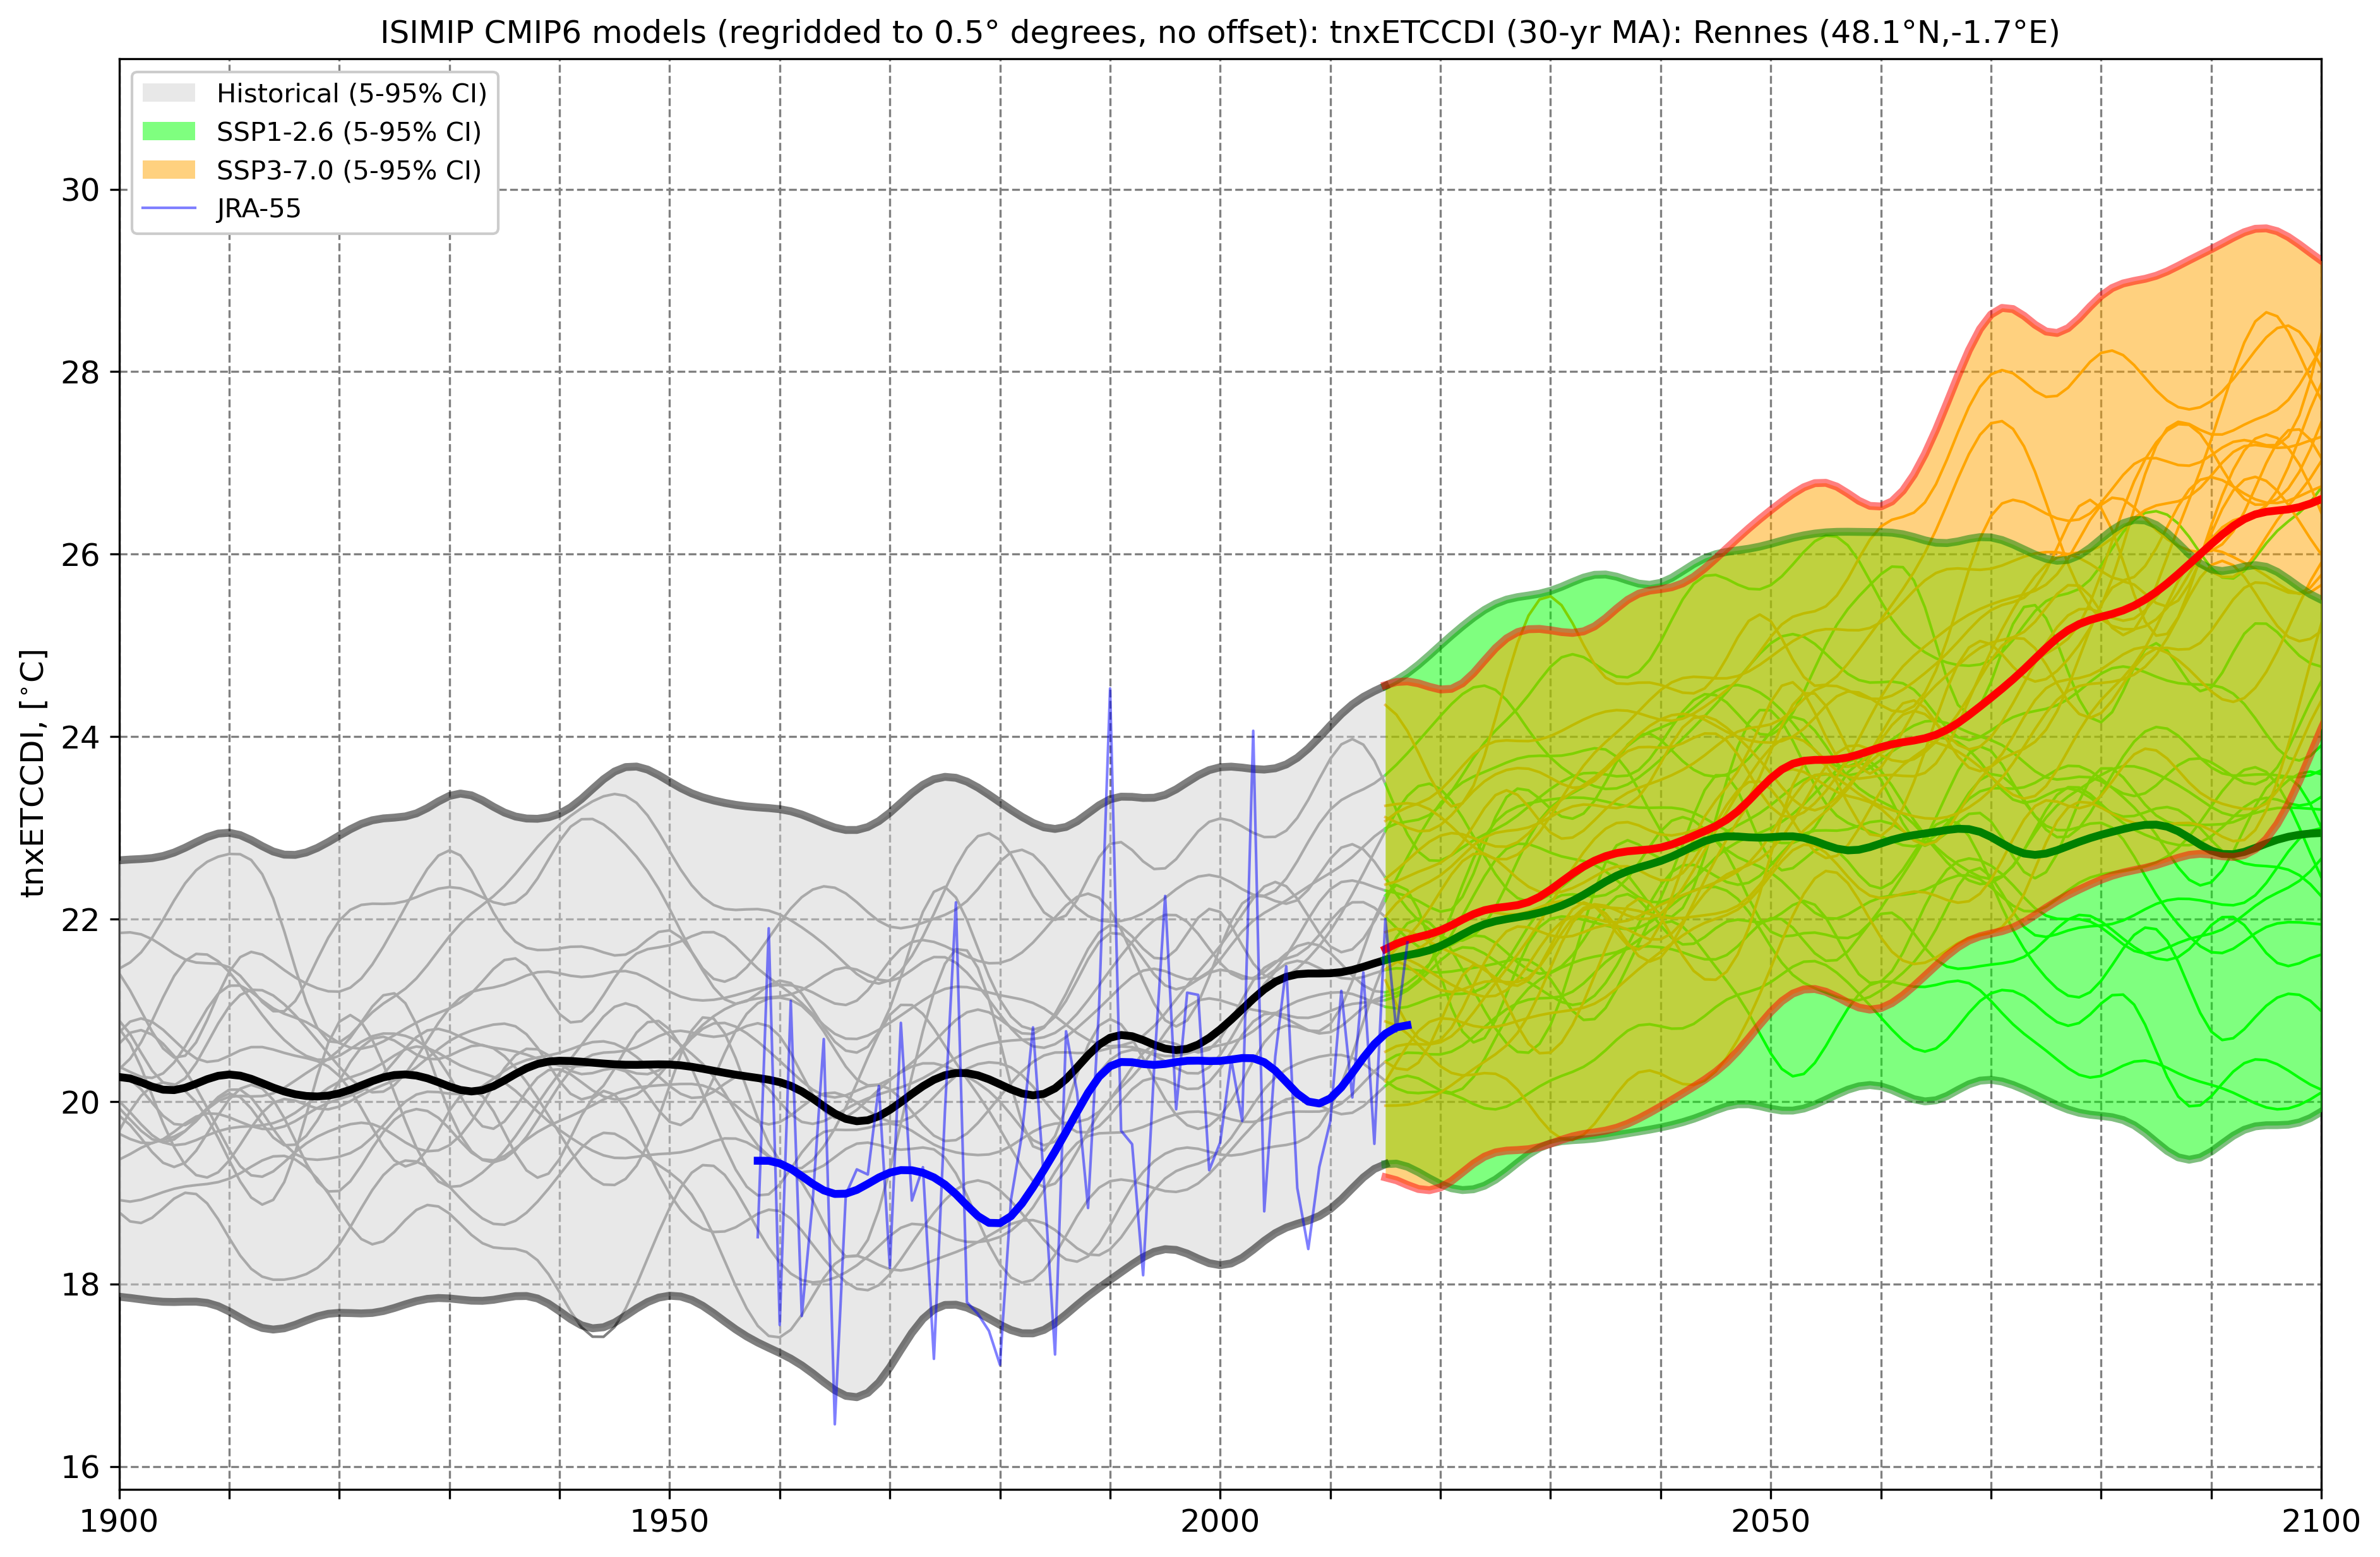 ISIMIP CMIP6 models (regridded to 0.5° degrees, no offset): tnxETCCDI (30-yr MA): Rennes (48.1°N,-1.7°E)
Historical (5-95% CI)
SSP1-2.6 (5-95% CI)
SSP3-7.0 (5-95% CI)
JRA-55
tnxETCCDI, [°C]
30
28
26
24
22
20
18
16
1900
1950
2000
2050
2100